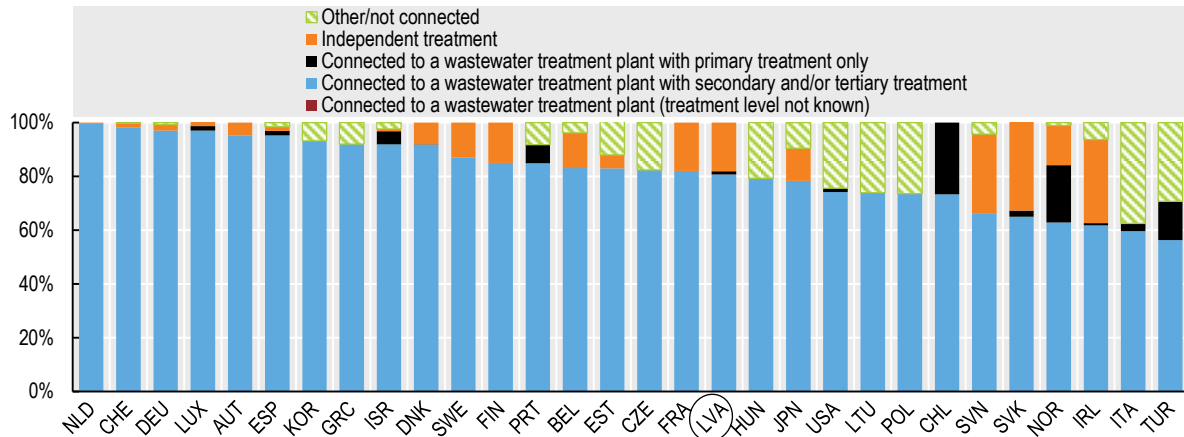 Other/not connected
Independent treatment
Connected to a wastewater treatment plant with primary treatment only
Connected to a wastewater treatment plant with secondary and/or tertiary treatment
Connected to a wastewater treatment plant (treatment level not known)
100%
80%
60%
40%
20%
0%
NLD CHE DEU LUX AUT ESP KOR GRC ISR DNK SWE FIN PRT BEL EST CZE FRA LVA HUN JPN USA LTU POL CHL SVN SVK NOR IRL ITA TUR